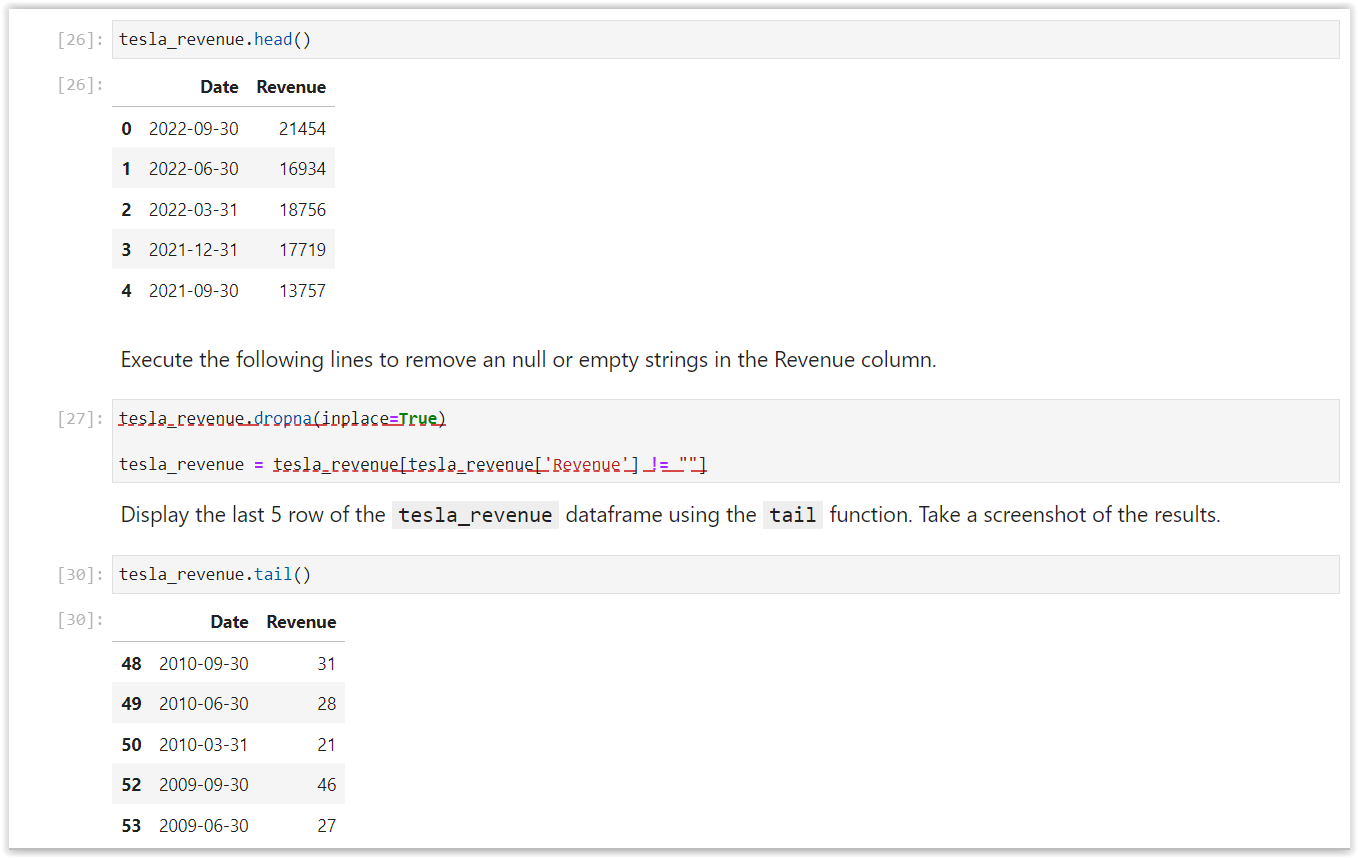 [26]: tesla_revenue.head()
[26]: Date Revenue
0 2022-09-30 21454
1 2022-06-30 16934
2 2022-03-31 18756
3 2021-12-31 17719
4 2021-09-30 13757
Execute the following lines to remove an null or empty strings in the Revenue column.
[27]: tesla_revenue.dropna(inplace=True)
tesla_revenue = tesla_revenue[tesla_revenue['Revenue'] != ""]
Display the last 5 row of the tesla_revenue dataframe using the tail function. Take a screenshot of the results.
[30]: tesla_revenue.tail()
[30]: Date Revenue
48 2010-09-30 31
49 2010-06-30 28
50 2010-03-31 21
52 2009-09-30 46
53 2009-06-30 27